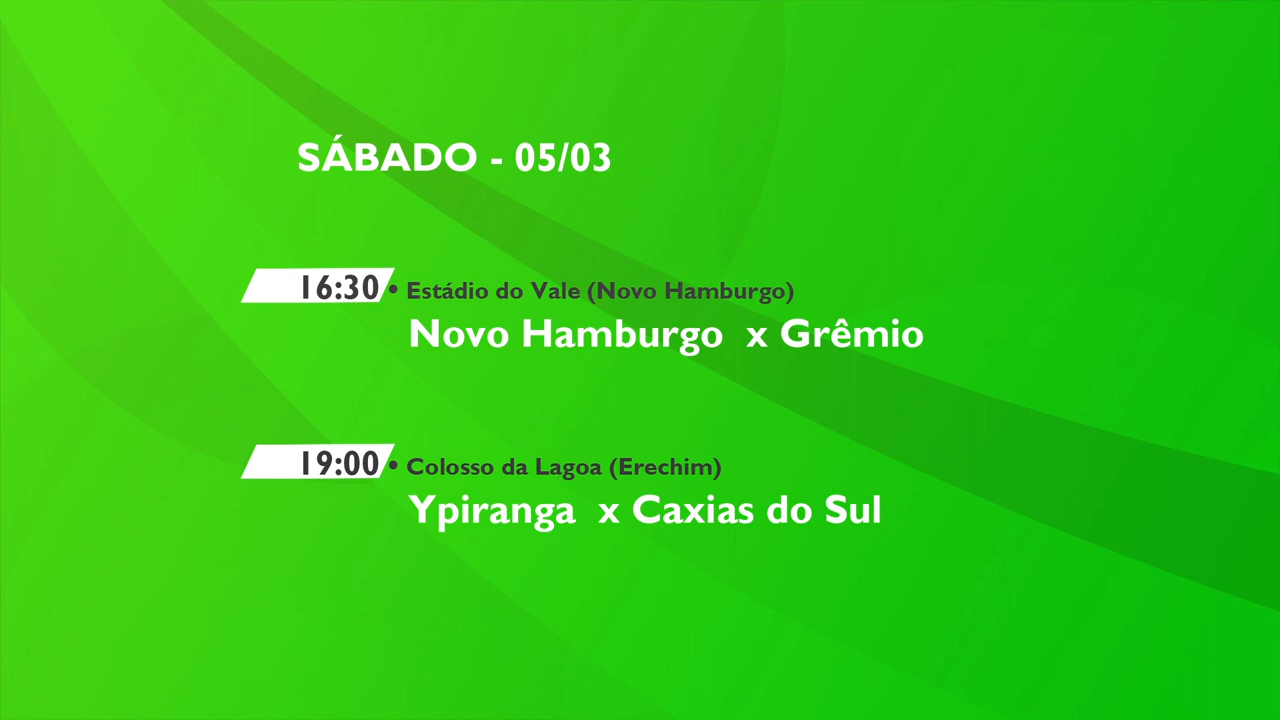 SÁBADO - 05/03
16:30 • Estádio do Vale (Novo Hamburgo)
Novo Hamburgo x Grêmio
19:00 • Colosso da Lagoa (Erechim)
Ypiranga x Caxias do Sul